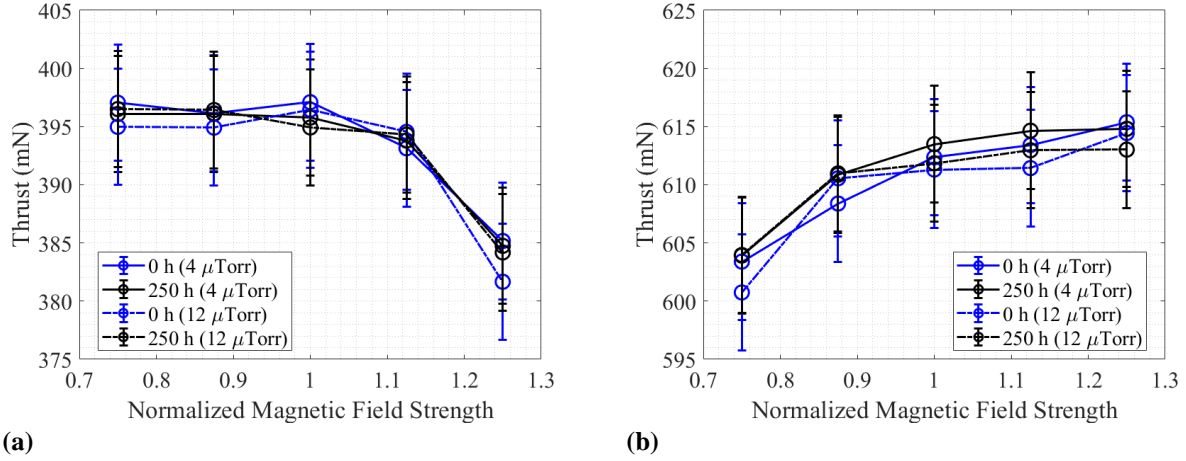 405
400
395
390
385
380
375
Thrust (mN)
0 h (4 μTorr)
250 h (4 μTorr)
0 h (12 μTorr)
250 h (12 μTorr)
0.7 0.8 0.9 1 1.1 1.2 1.3
Normalized Magnetic Field Strength
(a)
625
620
615
610
605
600
595
Thrust (mN)
0 h (4 μTorr)
250 h (4 μTorr)
0 h (12 μTorr)
250 h (12 μTorr)
0.7 0.8 0.9 1 1.1 1.2 1.3
Normalized Magnetic Field Strength
(b)